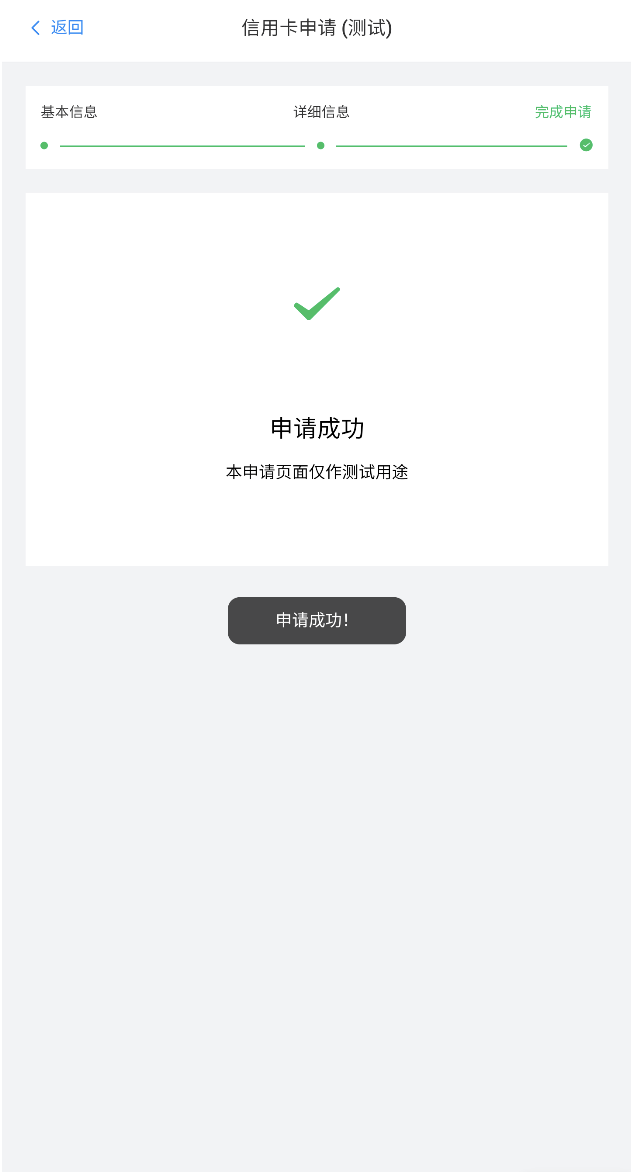 返回
信用卡申请 (测试)
基本信息
详细信息
完成申请
申请成功
本申请页面仅作测试用途
申请成功！